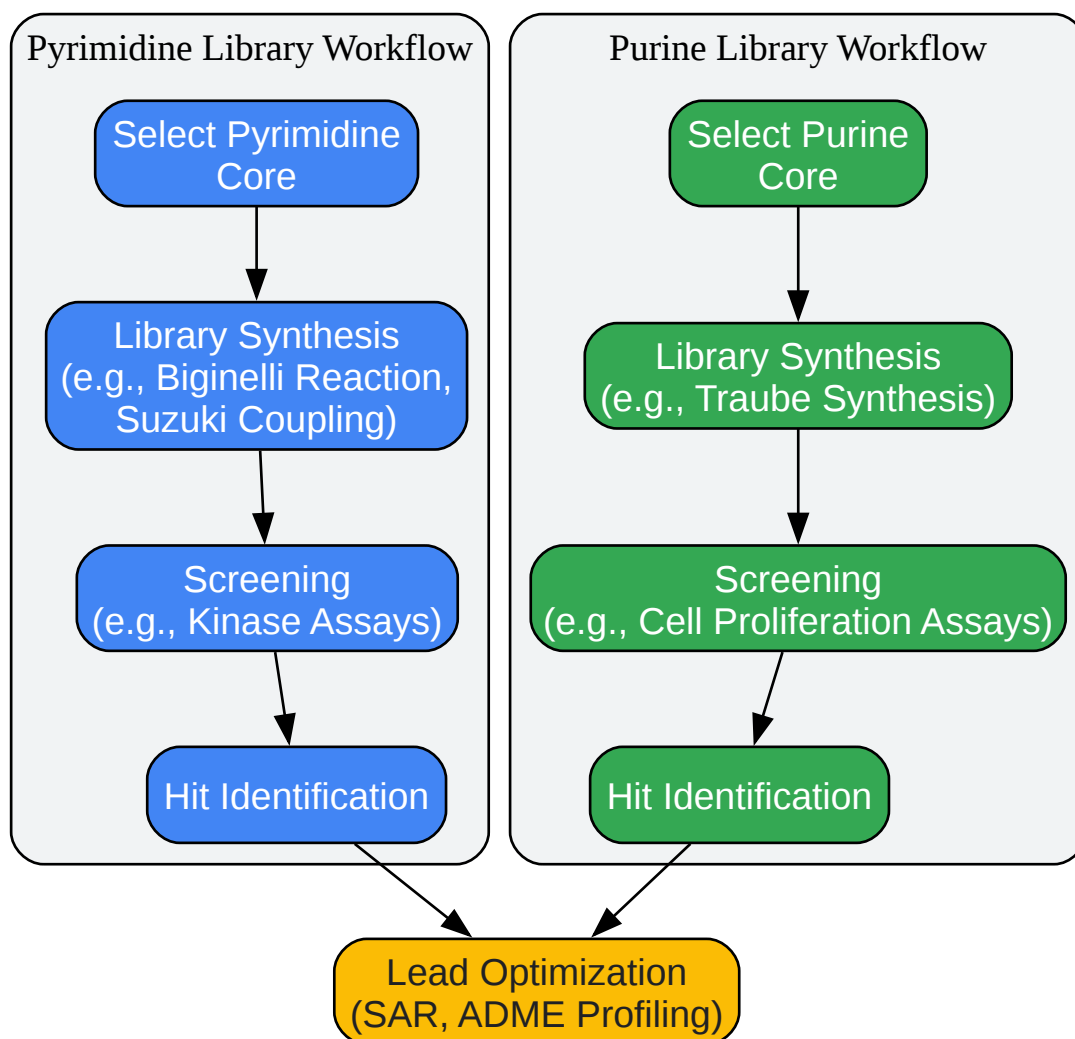 Pyrimidine Library Workflow
Select Pyrimidine
Core
Library Synthesis
(e.g., Biginelli Reaction,
Suzuki Coupling)
Screening
(e.g., Kinase Assays)
Hit Identification
Purine Library Workflow
Select Purine
Core
Library Synthesis
(e.g., Traube Synthesis)
Screening
(e.g., Cell Proliferation Assays)
Hit Identification
Lead Optimization
(SAR, ADME Profiling)